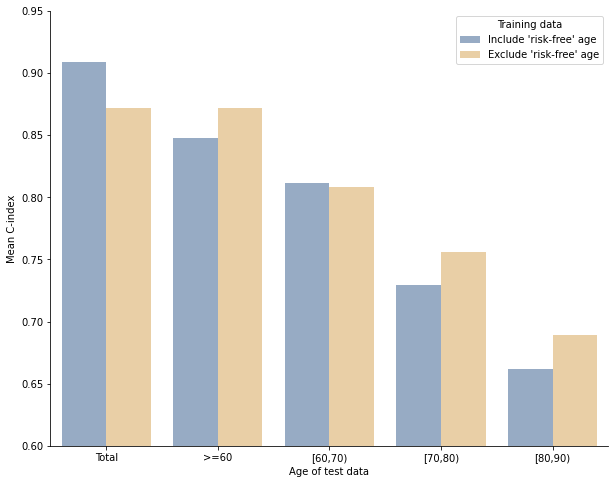 Training data
Include 'risk-free' age
Exclude 'risk-free' age
Mean C-index
0.95
0.90
0.85
0.80
0.75
0.70
0.65
0.60
Total
>=60
[60,70)
[70,80)
[80,90)
Age of test data